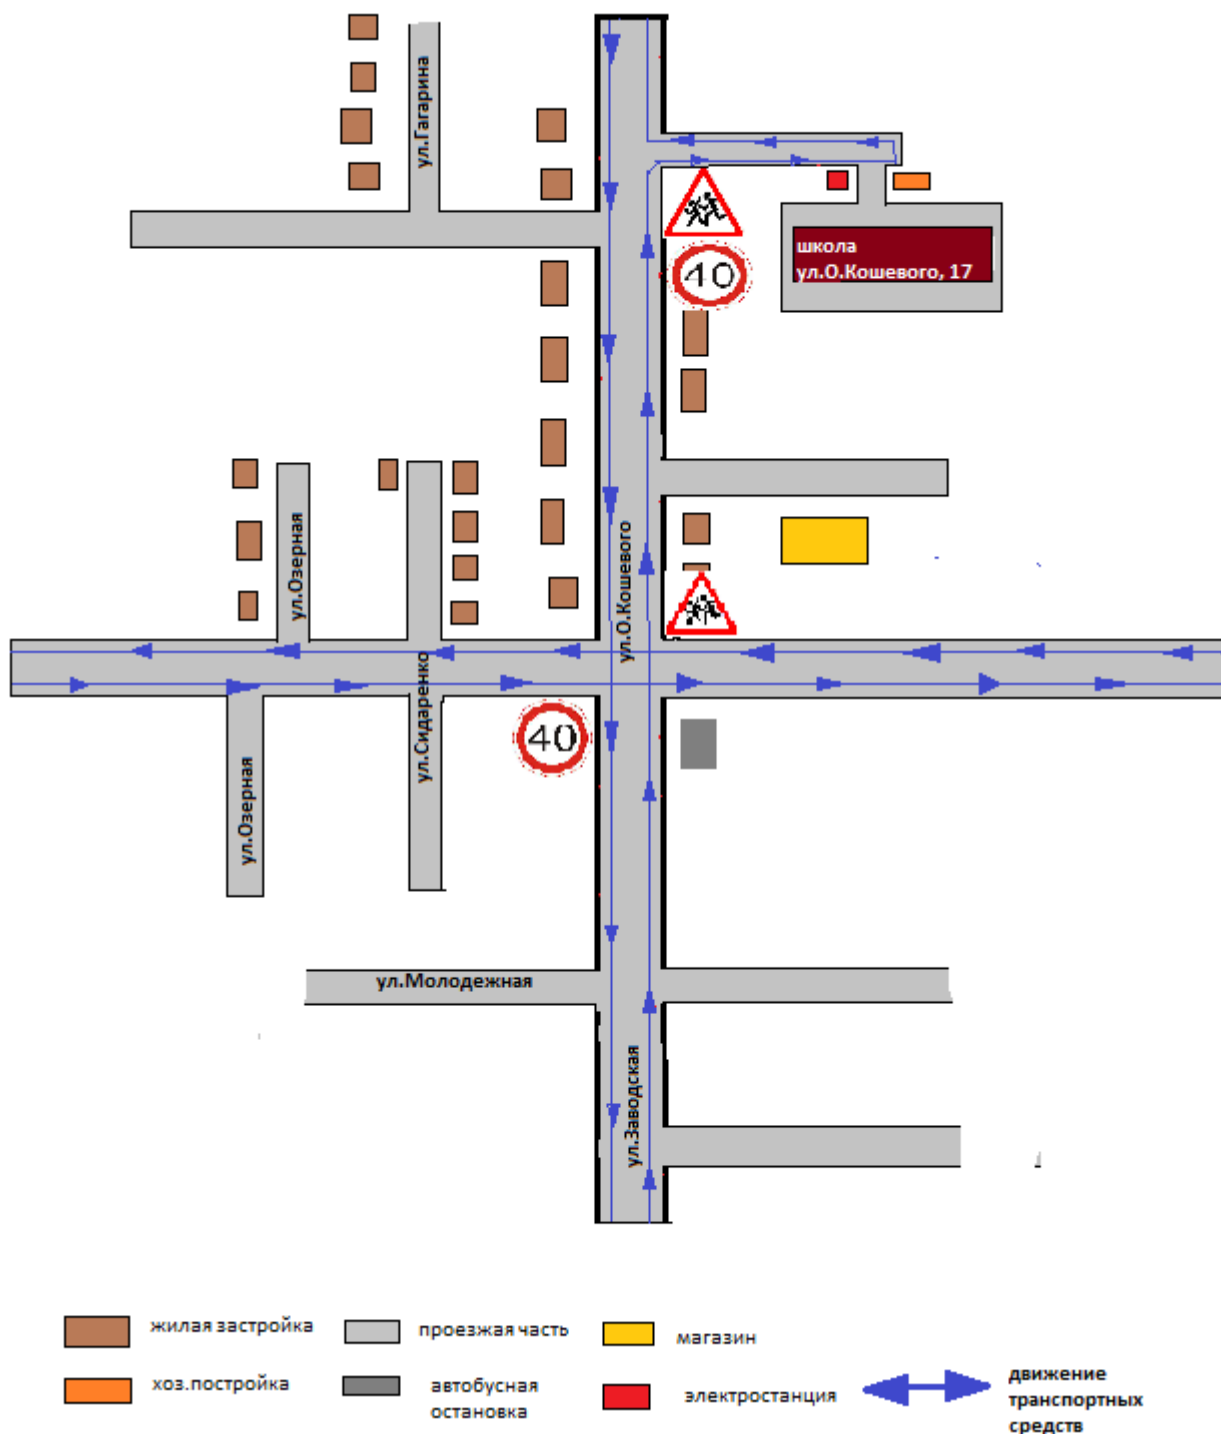 ул.Гагарина
школа
ул.О.Кошевого, 17
40
ул.О.Кошевого
ул.Озерная
ул.Сидаренко
40
ул.Озерная
ул.Молодежная
ул.Заводская
жилая застройка
проезжая часть
магазин
хоз.постройка
автобусная
остановка
электростанция
движение
транспортных
средств